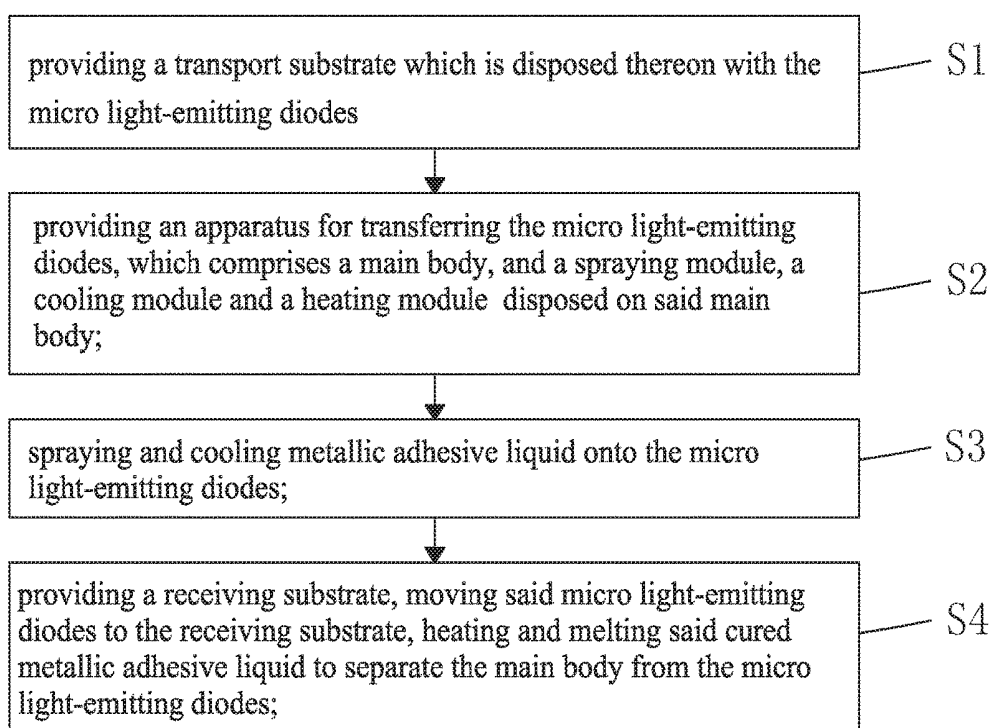 providing a transport substrate which is disposed thereon with the
micro light-emitting diodes
S1
providing an apparatus for transferring the micro light-emitting
diodes, which comprises a main body, and a spraying module, a
cooling module and a heating module disposed on said main
body;
S2
spraying and cooling metallic adhesive liquid onto the micro
light-emitting diodes;
S3
providing a receiving substrate, moving said micro light-emitting
diodes to the receiving substrate, heating and melting said cured
metallic adhesive liquid to separate the main body from the micro
light-emitting diodes;
S4